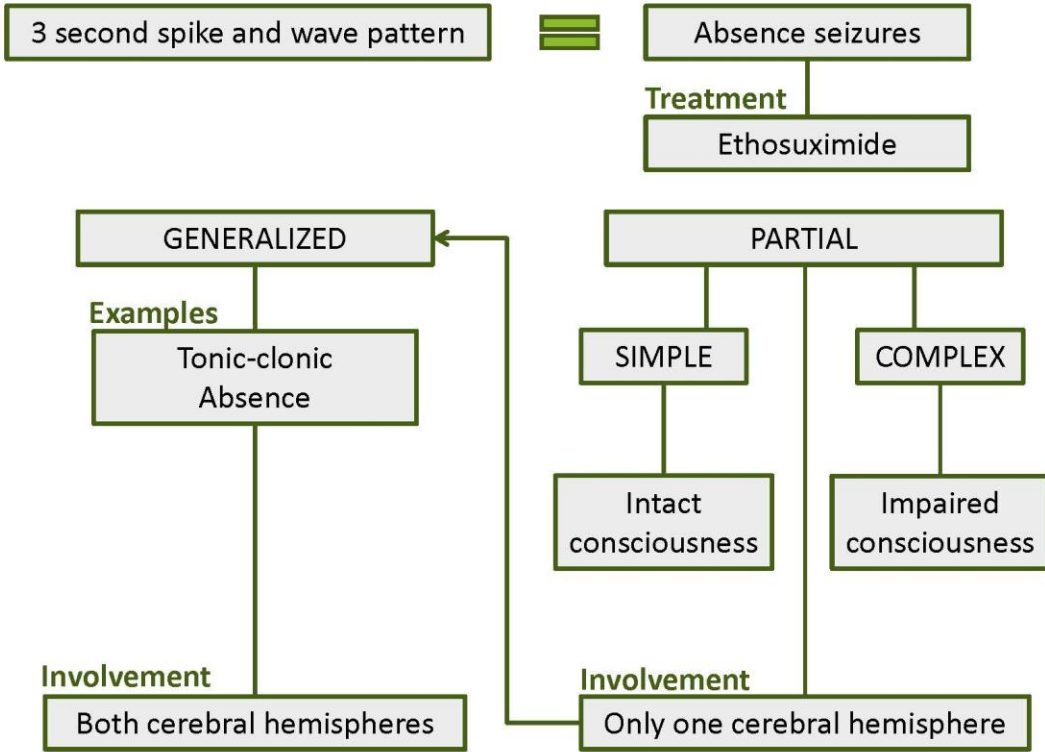 3 second spike and wave pattern
Absence seizures
Treatment
Ethosuximide
GENERALIZED
PARTIAL
Examples
Tonic-clonic
Absence
SIMPLE
COMPLEX
Intact
consciousness
Impaired
consciousness
Involvement
Both cerebral hemispheres
Involvement
Only one cerebral hemisphere